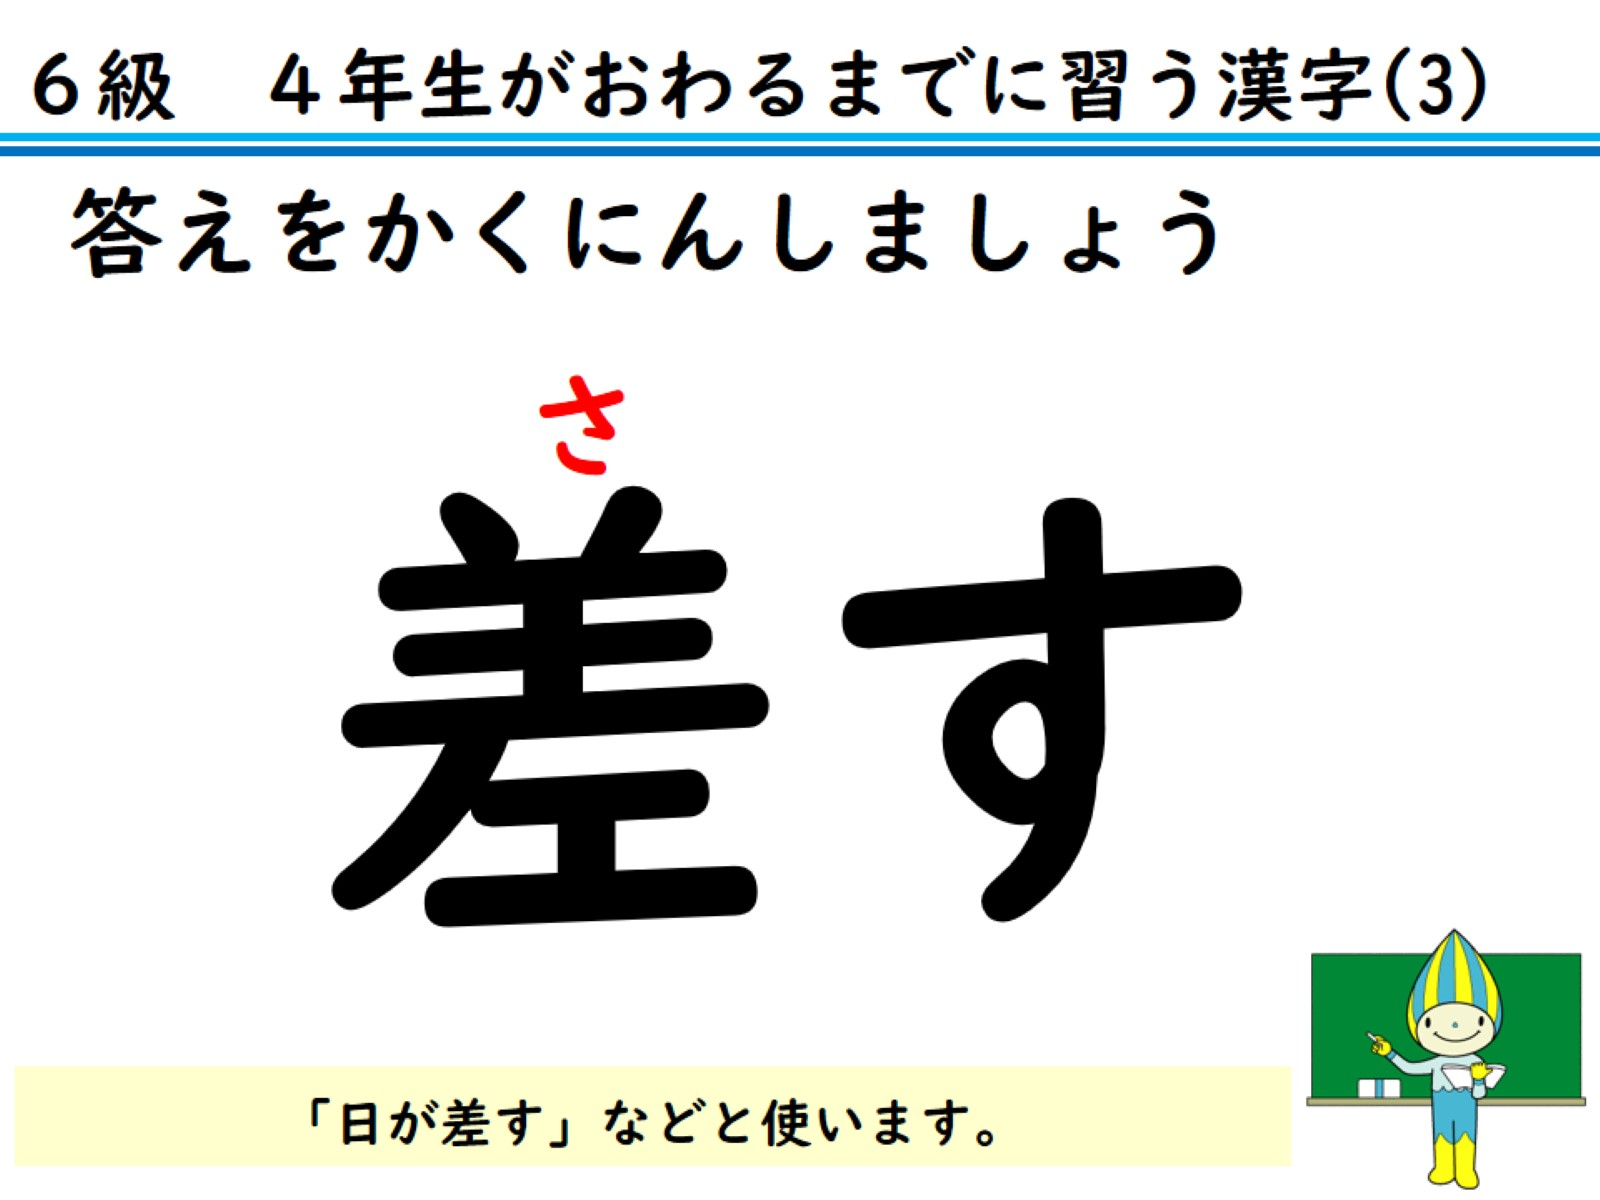 ６級　４年生がおわるまでに習う漢字(3)
答えをかくにんしましょう
さ
差す
「日が差す」などと使います。